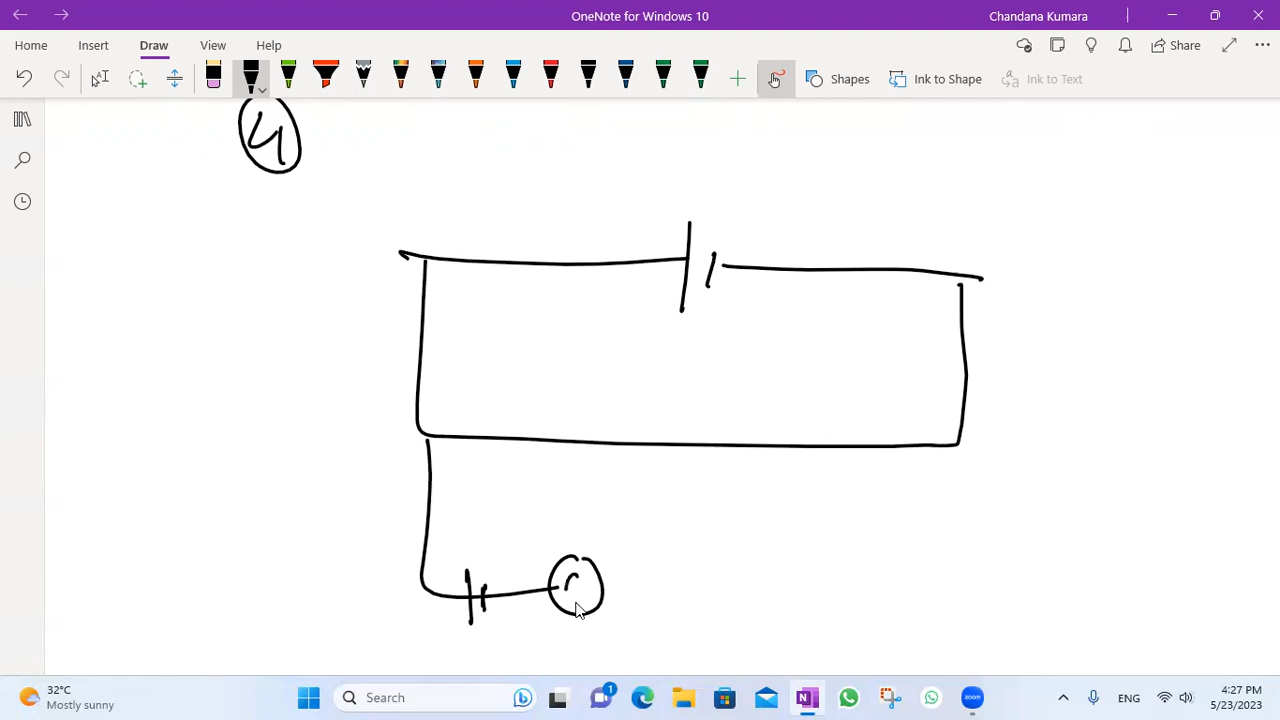 OneNote for Windows 10
Chandana Kumara
Home
Insert
Draw
View
Help
Share
Shapes
Ink to Shape
Ink to Text
4
32°C
Mostly sunny
Search
1
ENG
4:27 PM
5/23/2023